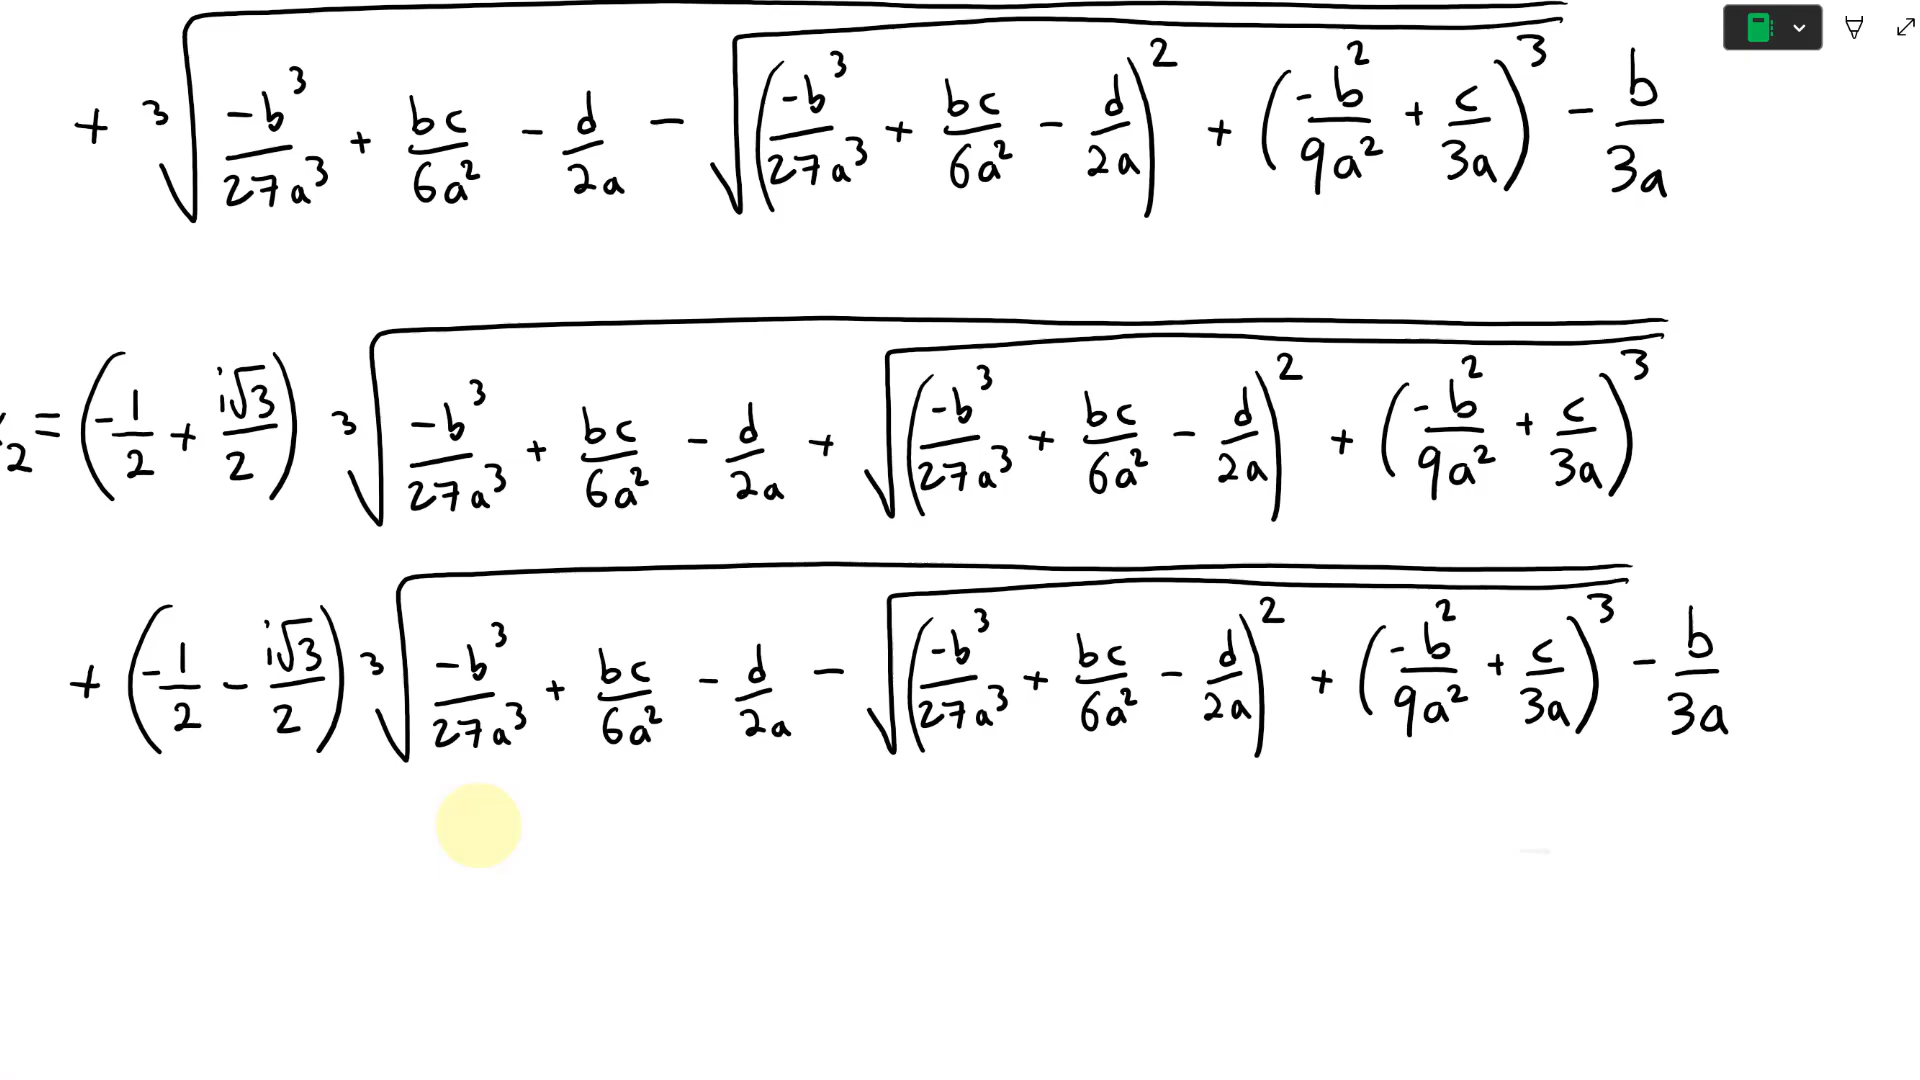 + ∛(-b³/27a³ + bc/6a² - d/2a - √((-b³/27a³ + bc/6a² - d/2a)² + (-b²/9a² + c/3a)³)) - b/3a
₂ = (-1/2 + i√3/2) ∛(-b³/27a³ + bc/6a² - d/2a + √((-b³/27a³ + bc/6a² - d/2a)² + (-b²/9a² + c/3a)³))
+ (-1/2 - i√3/2) ∛(-b³/27a³ + bc/6a² - d/2a - √((-b³/27a³ + bc/6a² - d/2a)² + (-b²/9a² + c/3a)³)) - b/3a